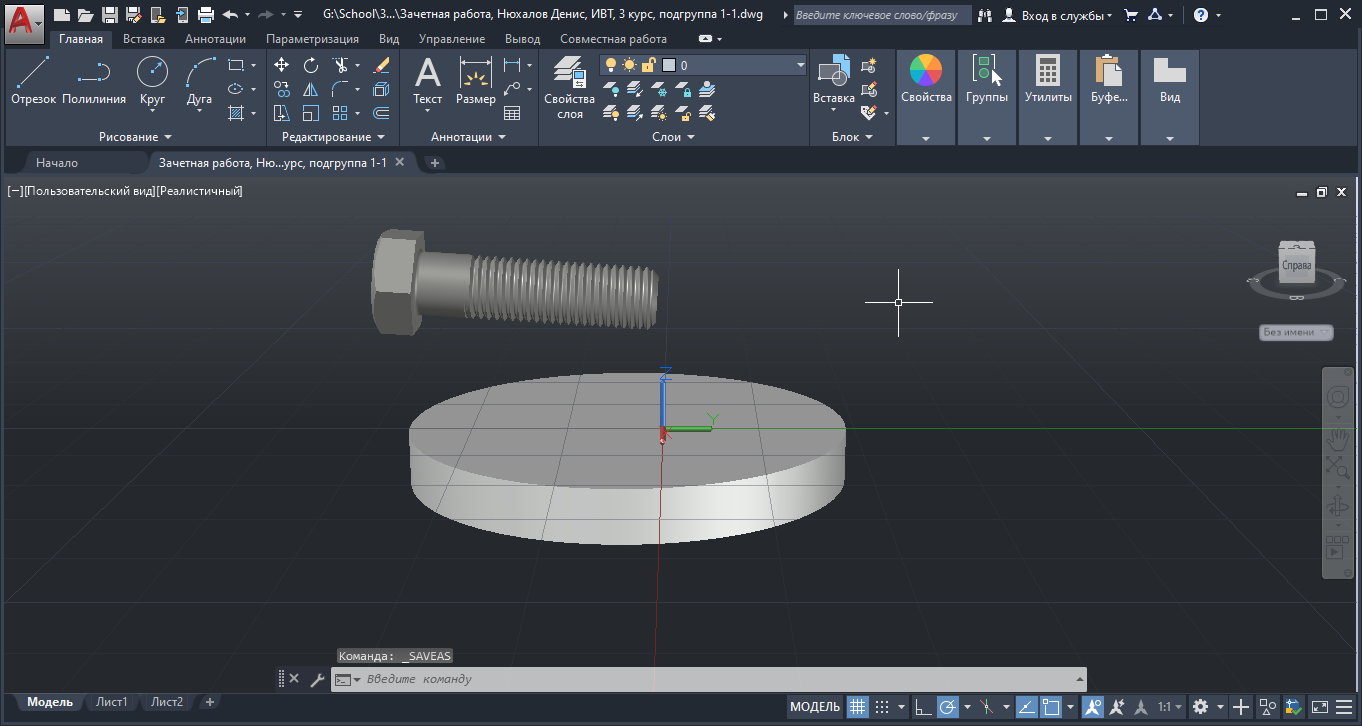 G:\School\3...\Зачетная работа, Нюхалов Денис, ИВТ, 3 курс, подгруппа 1-1.dwg
Введите ключевое слово/фразу
Вход в службы
Главная Вставка Аннотации Параметризация Вид Управление Вывод Совместная работа
Отрезок Полилиния Круг Дуга
Текст Размер
Свойства слоя
0
Вставка
Свойства Группы Утилиты Буфе... Вид
Рисование Редактирование Аннотации Слои Блок
Начало
Зачетная работа, Ню...урс, подгруппа 1-1
[−][Пользовательский вид][Реалистичный]
Справа
Без имени
Z
Y
Команда: _SAVEAS
Введите команду
Модель Лист1 Лист2
МОДЕЛЬ
1:1